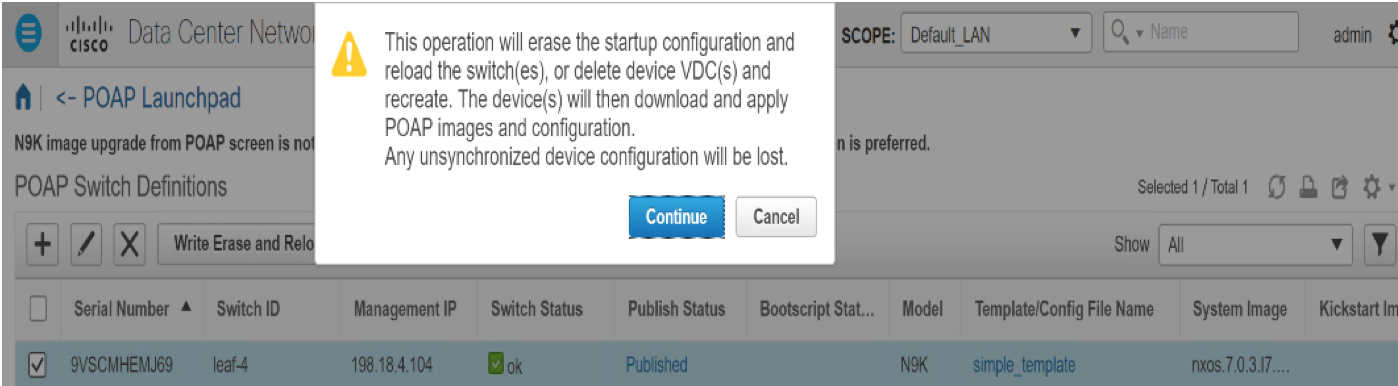 CISCO
Data Center Networ
SCOPE:
Default_LAN
Name
admin
This operation will erase the startup configuration and
reload the switch(es), or delete device VDC(s) and
recreate. The device(s) will then download and apply
POAP images and configuration.
Any unsynchronized device configuration will be lost.
Continue
Cancel
<- POAP Launchpad
N9K image upgrade from POAP screen is not
n is preferred.
POAP Switch Definitions
Selected 1 / Total 1
Write Erase and Relo
Show
All
Serial Number
Switch ID
Management IP
Switch Status
Publish Status
Bootscript Stat...
Model
Template/Config File Name
System Image
Kickstart Im
9VSCMHEMJ69
leaf-4
198.18.4.104
ok
Published
N9K
simple_template
nxos.7.0.3.I7....